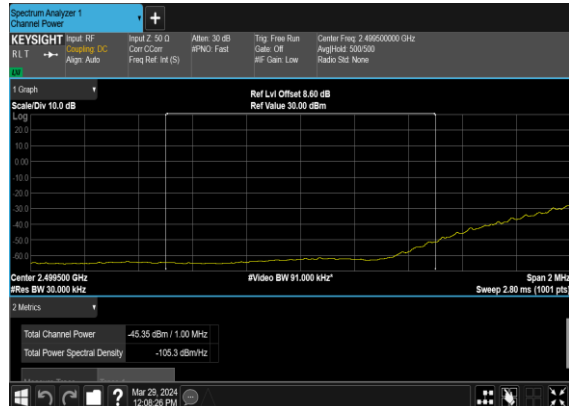 Spectrum Analyzer 1
Channel Power
KEYSIGHT
RLT
Input: RF
Coupling: DC
Align: Auto
Input Z: 50 Ω
Corr CCorr
Freq Ref: Int (S)
Atten: 30 dB
#PNO: Fast
Trig: Free Run
Gate: Off
#IF Gain: Low
Center Freq: 2.499500000 GHz
Avg|Hold: 500/500
Radio Std: None
1 Graph
Scale/Div 10.0 dB
Ref Lvl Offset 8.60 dB
Ref Value 30.00 dBm
Log
20.0
10.0
0.00
-10.0
-20.0
-30.0
-40.0
-50.0
-60.0
Center 2.499500 GHz
#Video BW 91.000 kHz*
Span 2 MHz
#Res BW 30.000 kHz
Sweep 2.80 ms (1001 pts)
2 Metrics
Total Channel Power -45.35 dBm / 1.00 MHz
Total Power Spectral Density -105.3 dBm/Hz
?
Mar 29, 2024
12:08:26 PM